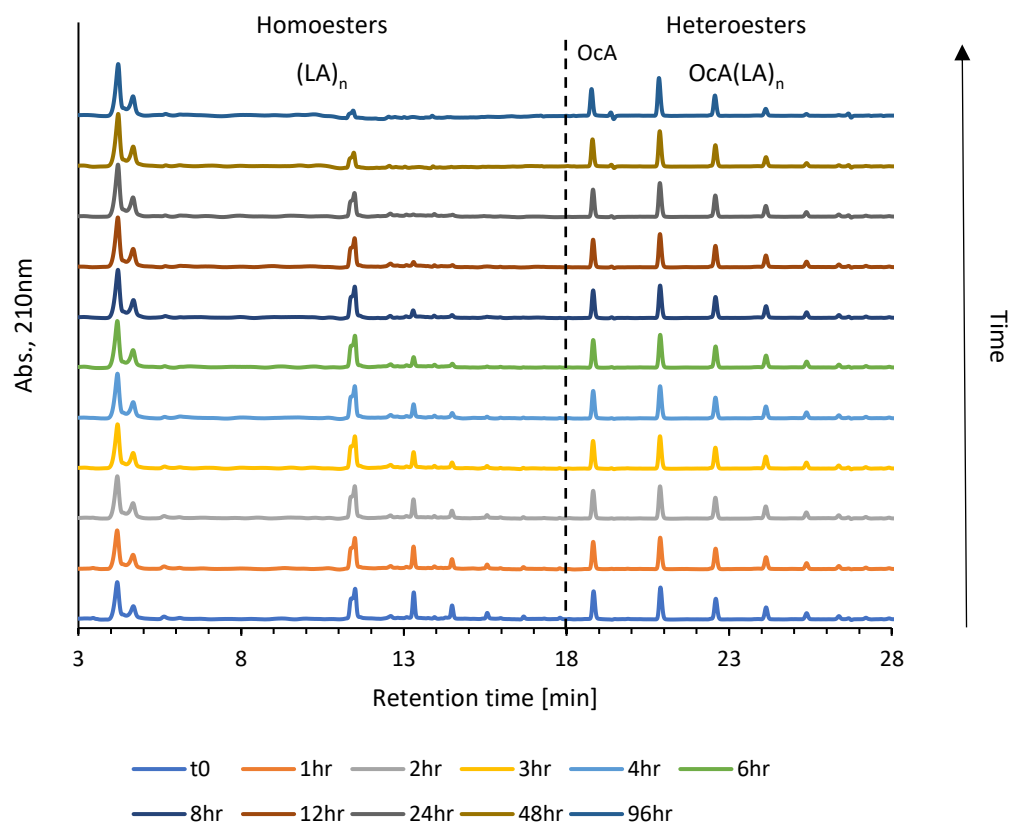 Homoesters
Heteroesters
(LA)n
OcA
OcA(LA)n
Abs., 210nm
Time
3 8 13 18 23 28
Retention time [min]
t0 1hr 2hr 3hr 4hr 6hr
8hr 12hr 24hr 48hr 96hr